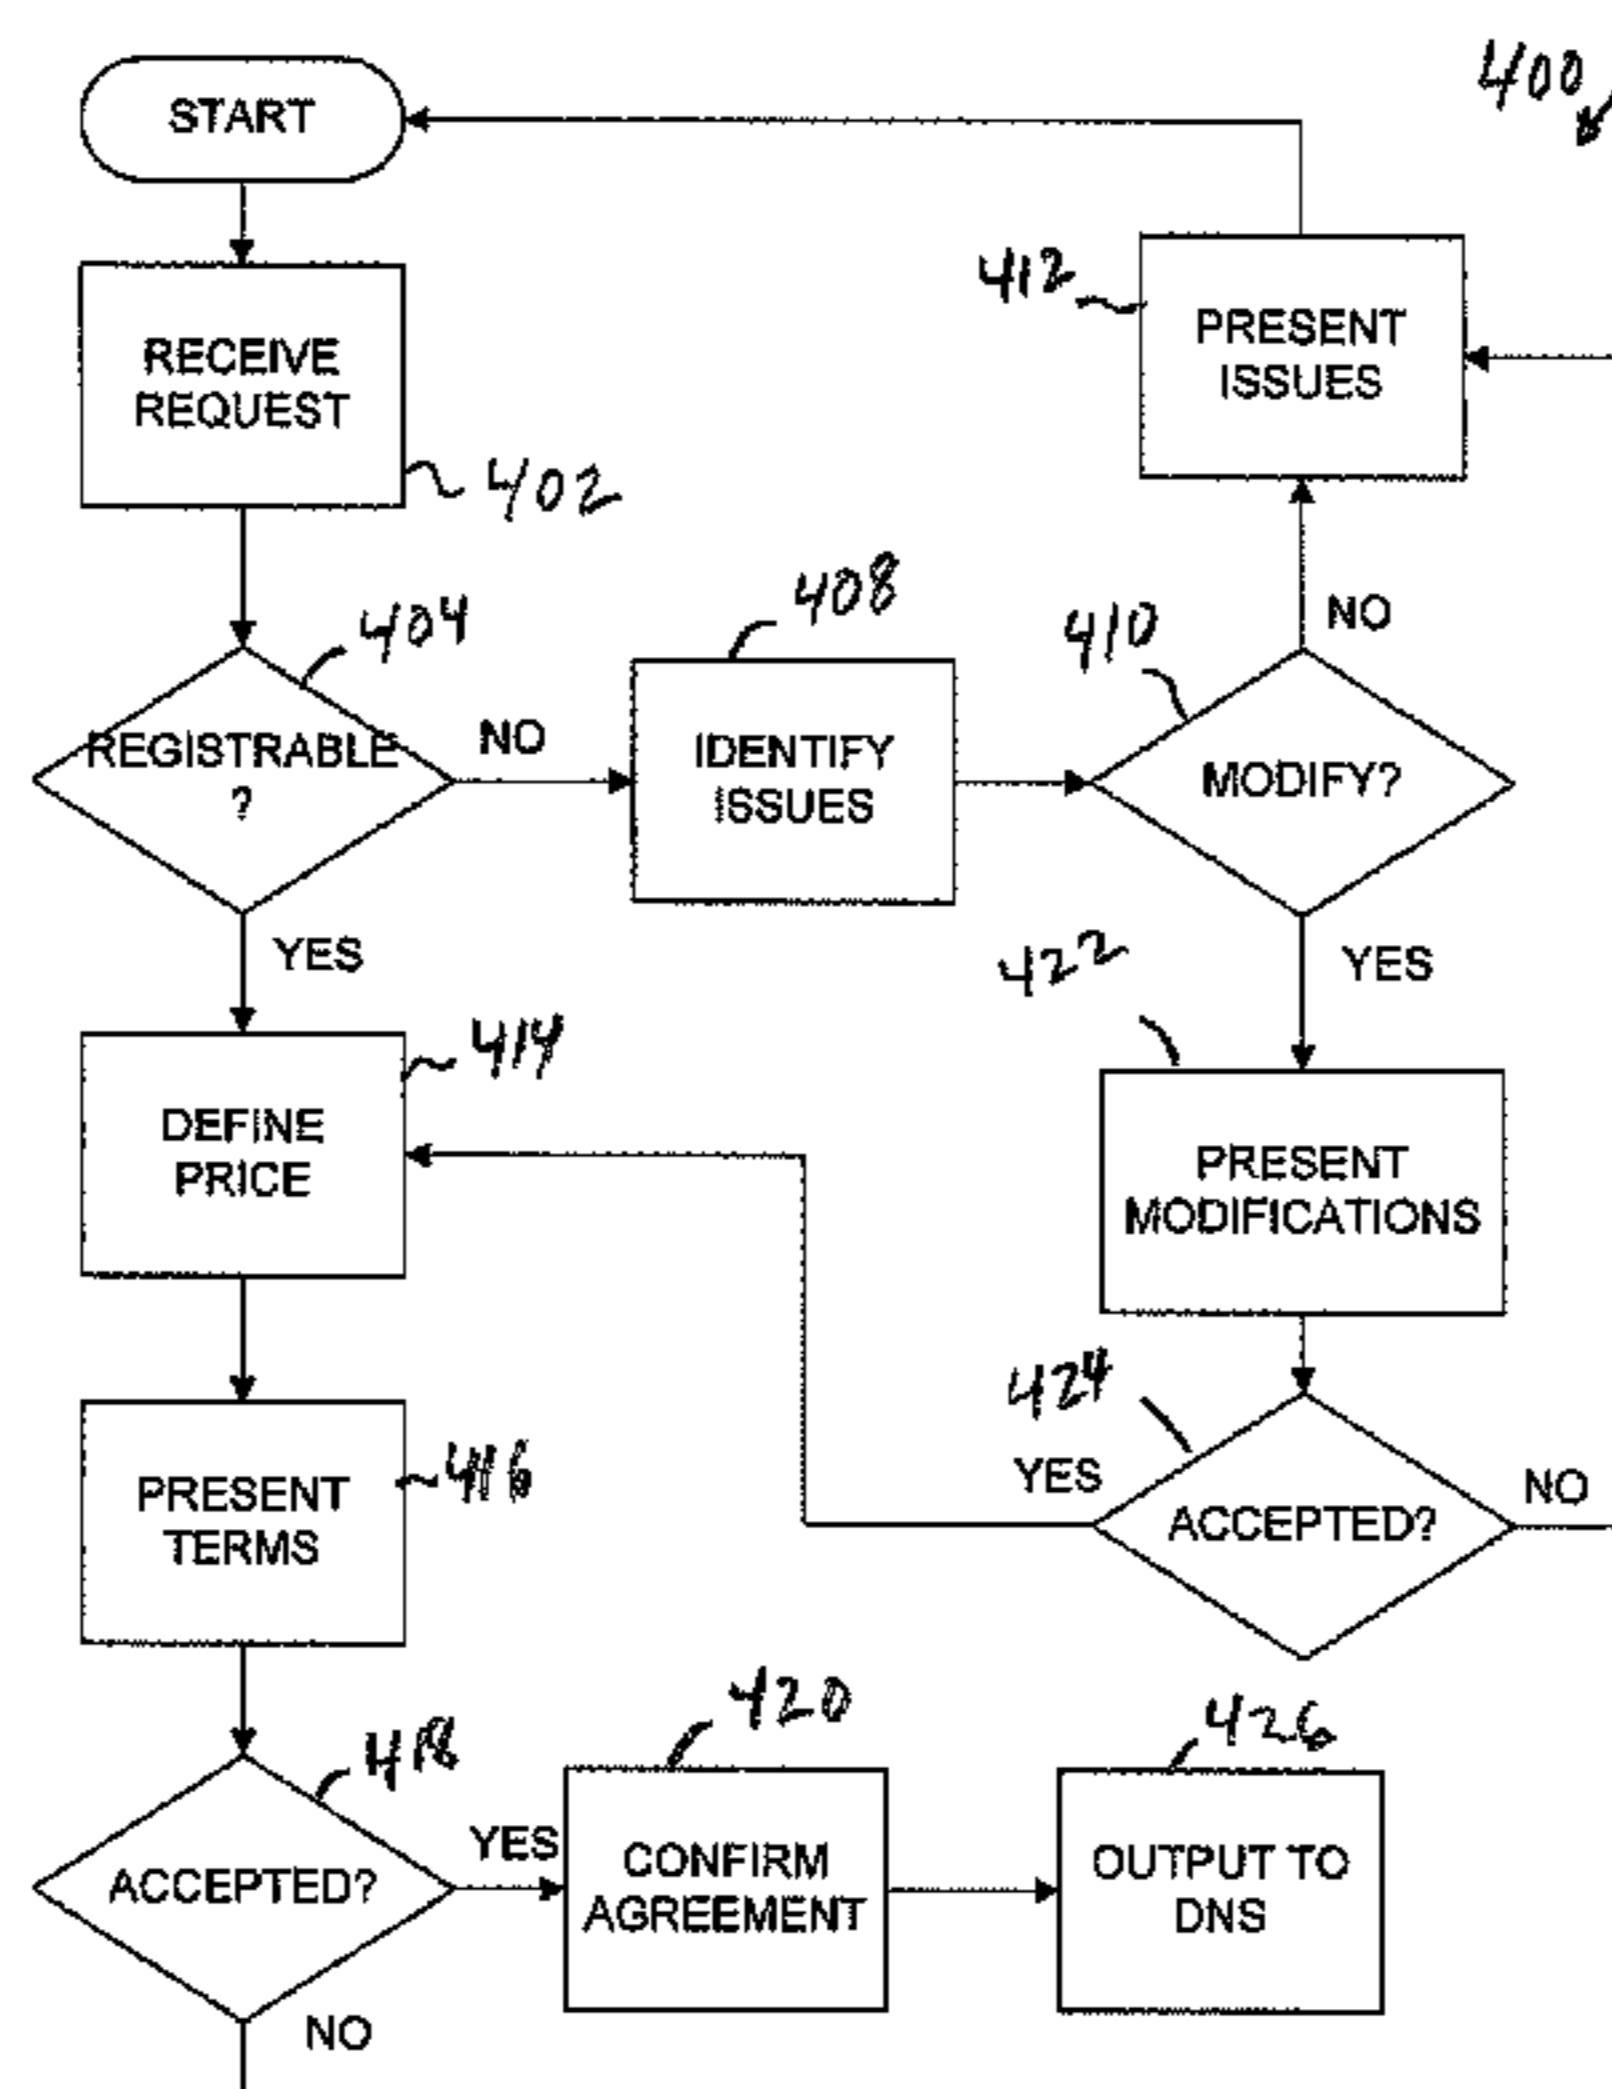 START
400
RECEIVE
REQUEST
402
412
PRESENT
ISSUES
404
REGISTRABLE
?
NO
408
IDENTIFY
ISSUES
410
MODIFY?
NO
YES
YES
414
DEFINE
PRICE
422
PRESENT
MODIFICATIONS
416
PRESENT
TERMS
424
YES
ACCEPTED?
NO
418
ACCEPTED?
YES
NO
420
CONFIRM
AGREEMENT
426
OUTPUT TO
DNS